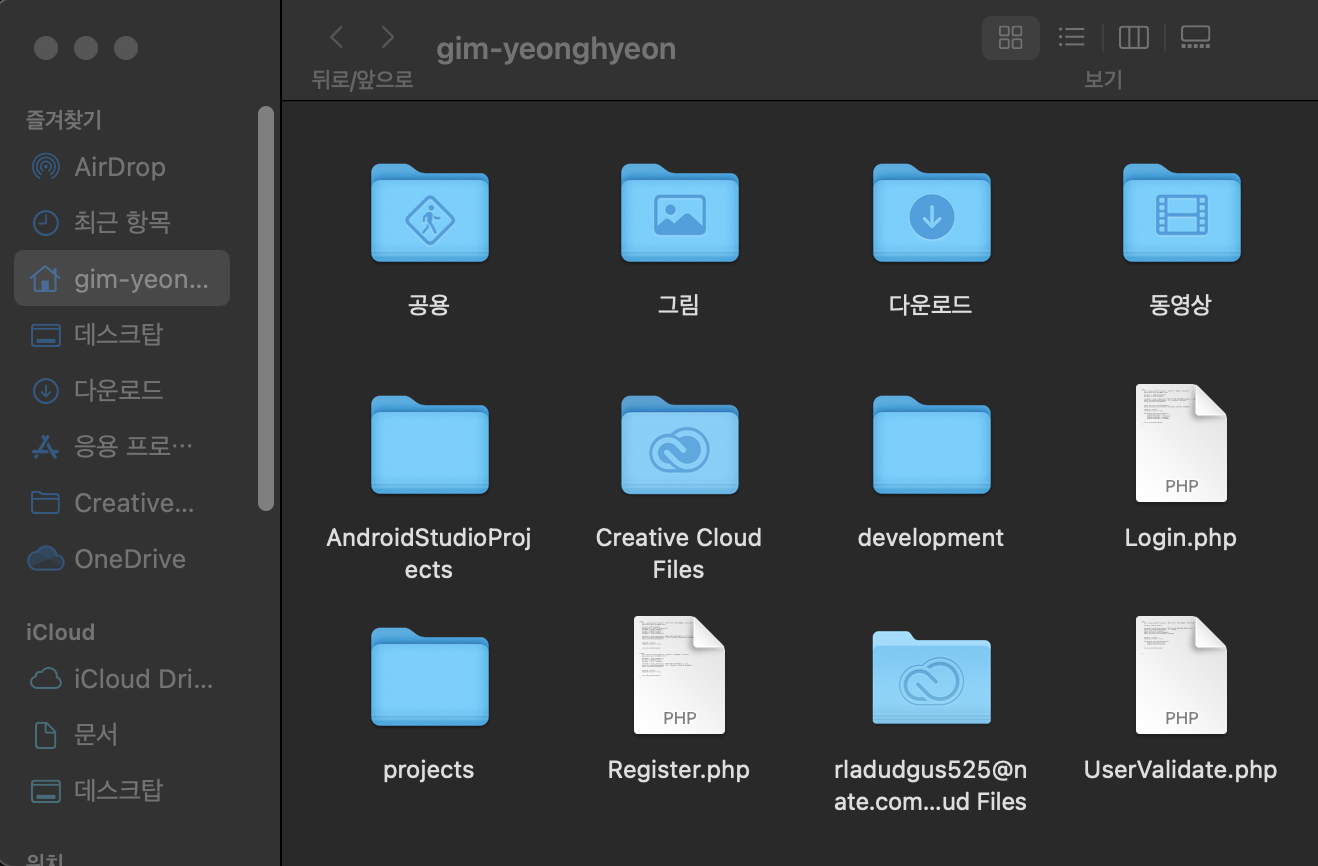 gim-yeonghyeon
뒤로/앞으로
보기
즐겨찾기
AirDrop
최근 항목
gim-yeon...
데스크탑
다운로드
응용 프로...
Creative...
OneDrive
iCloud
iCloud Dri...
문서
데스크탑
공용
그림
다운로드
동영상
AndroidStudioProj
ects
Creative Cloud
Files
development
PHP
Login.php
projects
PHP
Register.php
rladudgus525@n
ate.com...ud Files
PHP
UserValidate.php